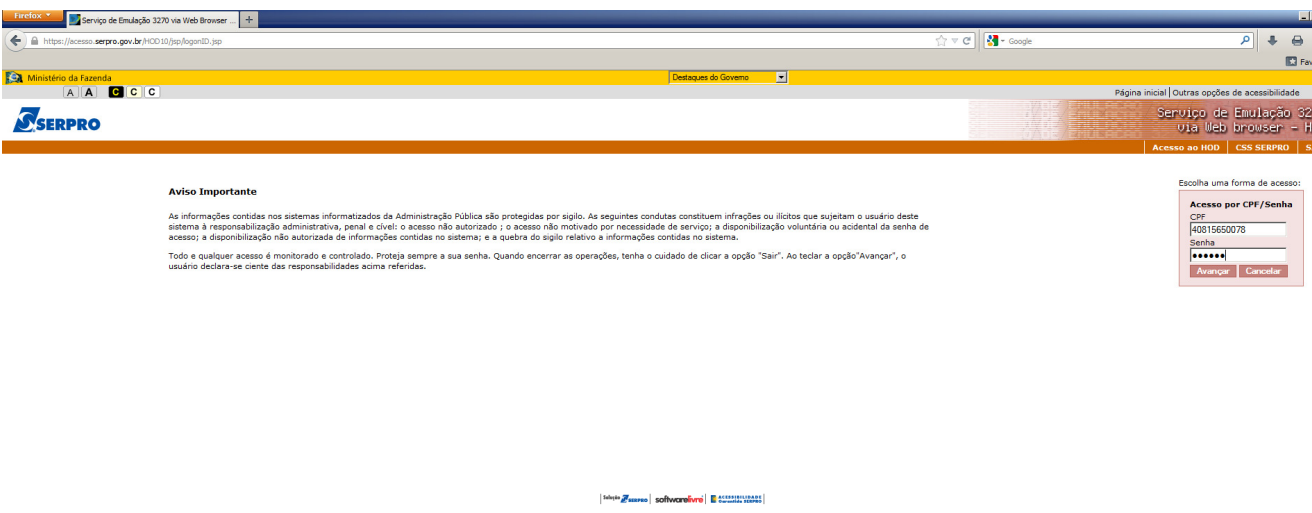 Firefox
Serviço de Emulação 3270 via Web Browser ...
https://acesso.serpro.gov.br/HOD10/jsp/logonID.jsp
Google
Fav
Ministério da Fazenda
Destaques do Governo
A A C C C
Página inicial | Outras opções de acessibilidade
SERPRO
Serviço de Emulação 32
via Web browser - H
Acesso ao HOD | CSS SERPRO | S
Escolha uma forma de acesso:
Aviso Importante
As informações contidas nos sistemas informatizados da Administração Pública são protegidas por sigilo. As seguintes condutas constituem infrações ou ilícitos que sujeitam o usuário deste
sistema à responsabilização administrativa, penal e cível: o acesso não autorizado ; o acesso não motivado por necessidade de serviço; a disponibilização voluntária ou acidental da senha de
acesso; a disponibilização não autorizada de informações contidas no sistema; e a quebra do sigilo relativo a informações contidas no sistema.
Todo e qualquer acesso é monitorado e controlado. Proteja sempre a sua senha. Quando encerrar as operações, tenha o cuidado de clicar a opção "Sair". Ao teclar a opção"Avançar", o
usuário declara-se ciente das responsabilidades acima referidas.
Acesso por CPF/Senha
CPF
40815650078
Senha
••••••
Avançar Cancelar
Solução SERPRO | softwarelivre | ACESSIBILIDADE
Garantida SERPRO